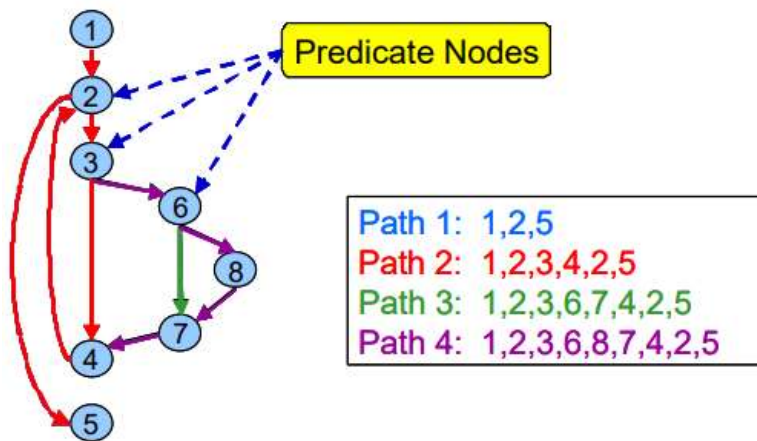 1
Predicate Nodes
2
3
6
8
7
4
5
Path 1: 1,2,5
Path 2: 1,2,3,4,2,5
Path 3: 1,2,3,6,7,4,2,5
Path 4: 1,2,3,6,8,7,4,2,5